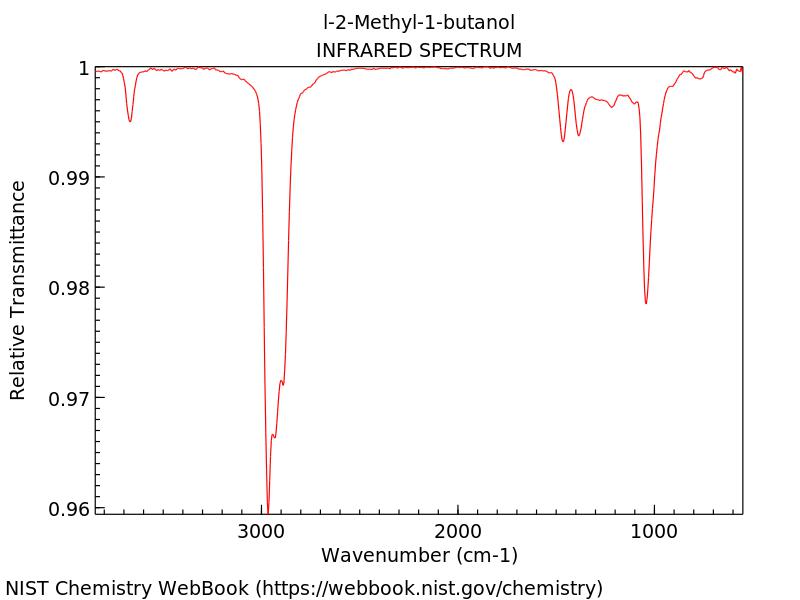 l-2-Methyl-1-butanol
INFRARED SPECTRUM
1
0.99
0.98
0.97
0.96
Relative Transmittance
3000 2000 1000
Wavenumber (cm-1)
NIST Chemistry WebBook (https://webbook.nist.gov/chemistry)